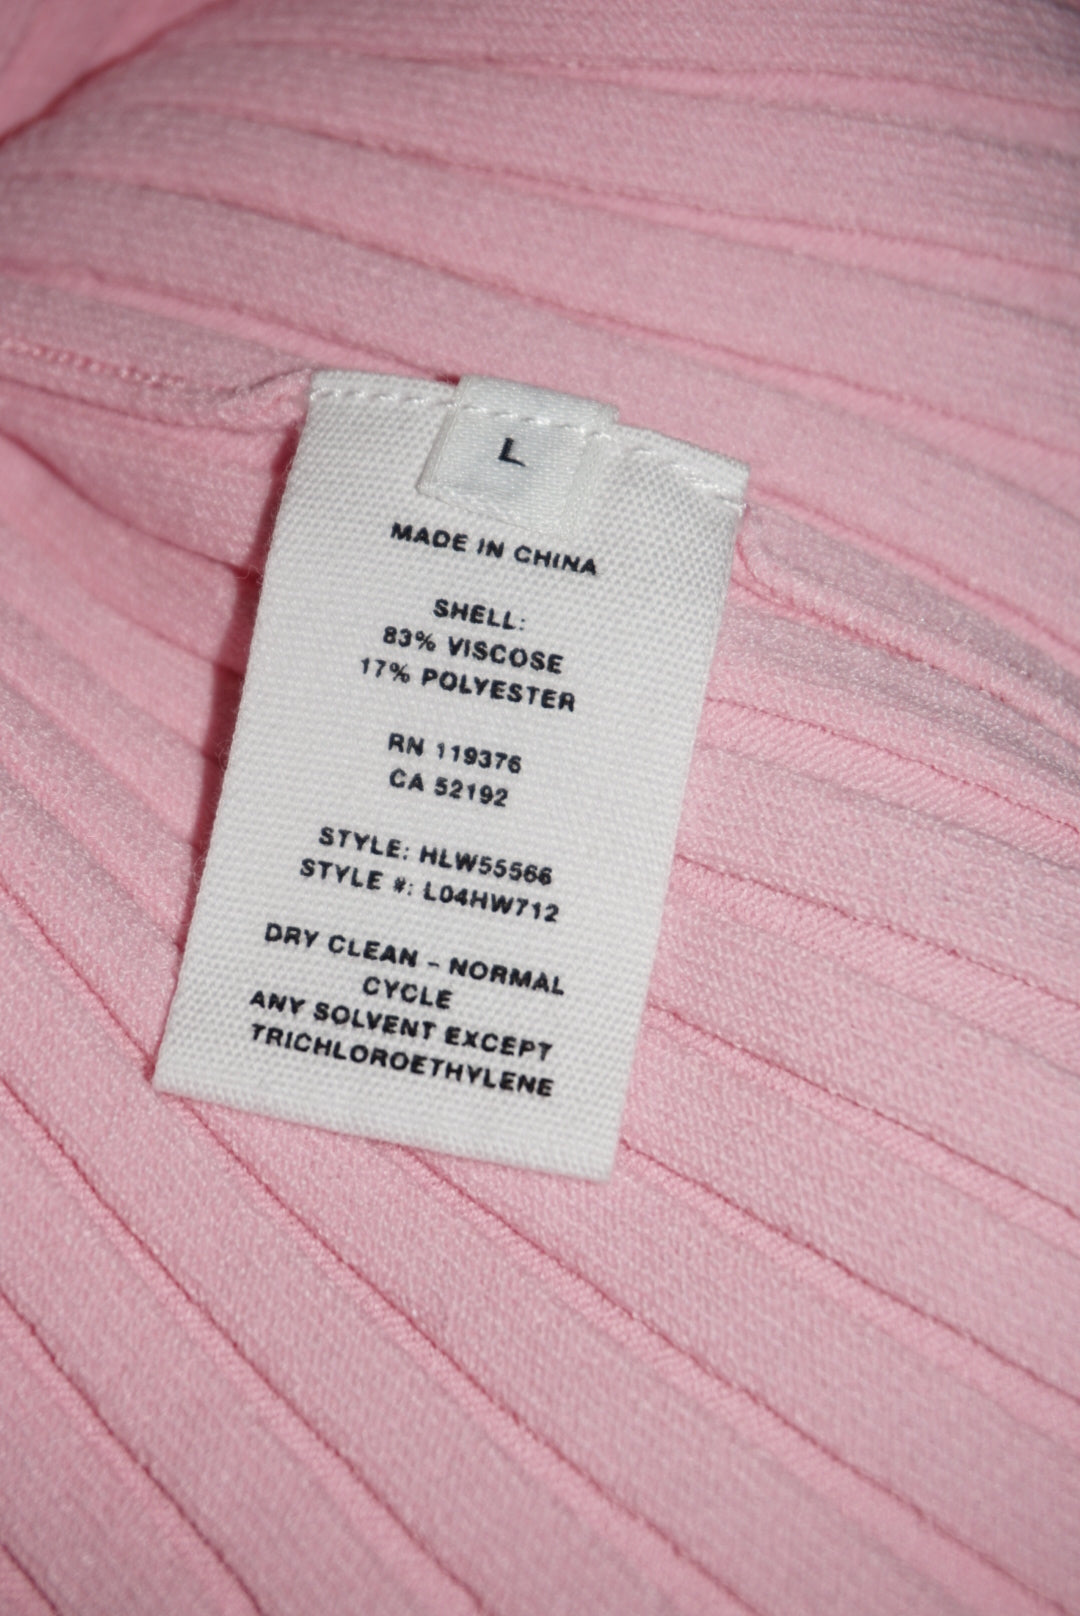 L
MADE IN CHINA
SHELL:
83% VISCOSE
17% POLYESTER
RN 119376
CA 52192
STYLE: HLW55566
STYLE #: L04HW712
DRY CLEAN - NORMAL
CYCLE
ANY SOLVENT EXCEPT
TRICHLOROETHYLENE